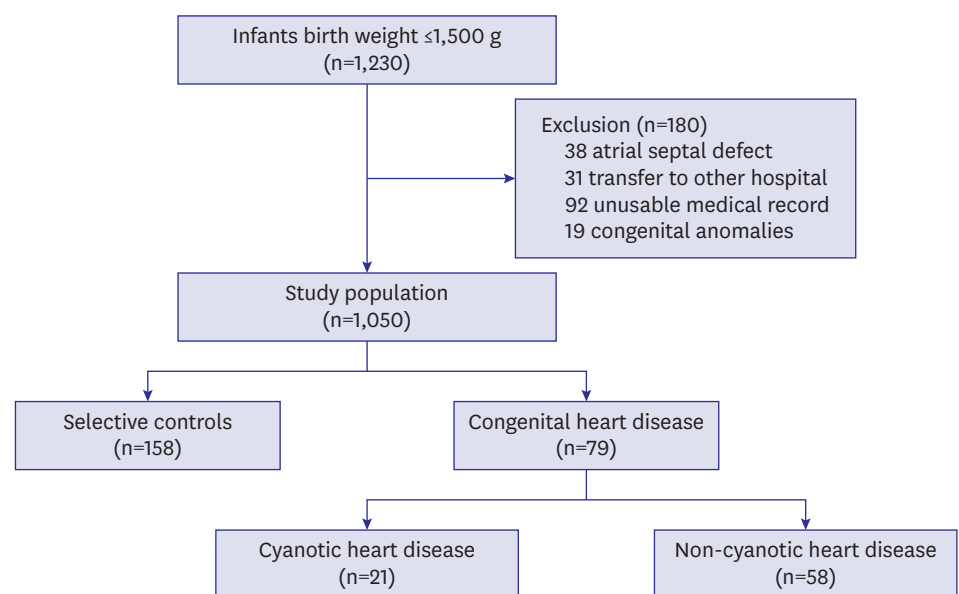 Infants birth weight ≤1,500 g
(n=1,230)
Exclusion (n=180)
38 atrial septal defect
31 transfer to other hospital
92 unusable medical record
19 congenital anomalies
Study population
(n=1,050)
Selective controls
(n=158)
Congenital heart disease
(n=79)
Cyanotic heart disease
(n=21)
Non-cyanotic heart disease
(n=58)